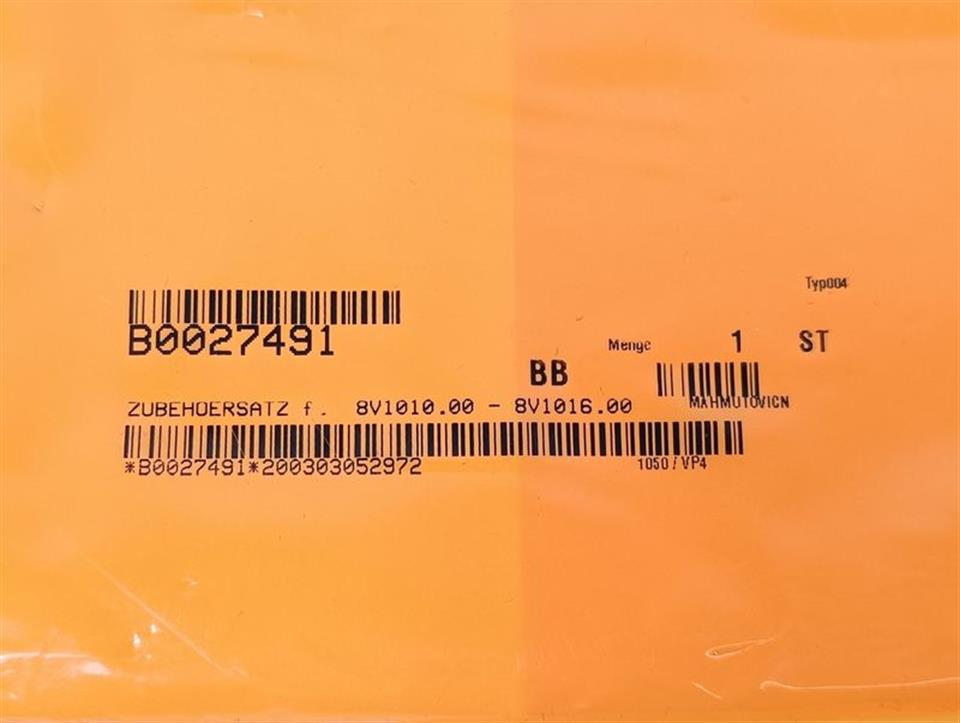 Typ004
B0027491
Menge 1 ST
BB
ZUBEHOERSATZ f. 8V1010.00 - 8V1016.00
MAHMUTOVICN
*B0027491*200303052972
1050 / VP4